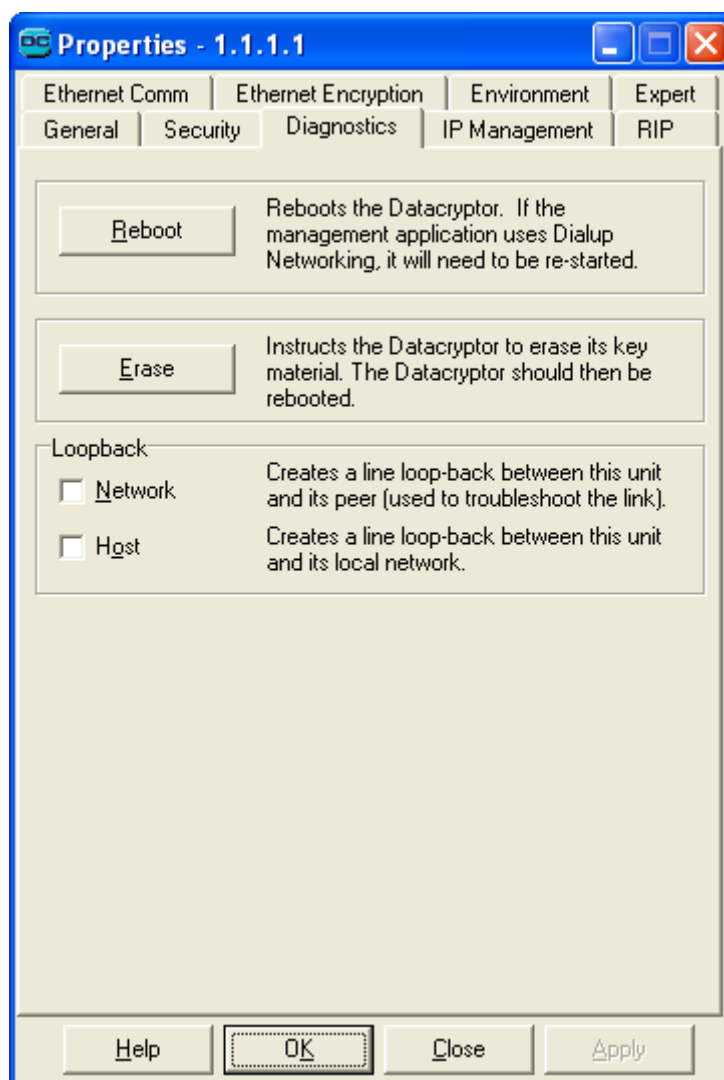 Properties - 1.1.1.1
Ethernet Comm Ethernet Encryption Environment Expert
General Security Diagnostics IP Management RIP
Reboot
Reboots the Datacryptor. If the
management application uses Dialup
Networking, it will need to be re-started.
Erase
Instructs the Datacryptor to erase its key
material. The Datacryptor should then be
rebooted.
Loopback
Network
Creates a line loop-back between this unit
and its peer (used to troubleshoot the link).
Host
Creates a line loop-back between this unit
and its local network.
Help OK Close Apply